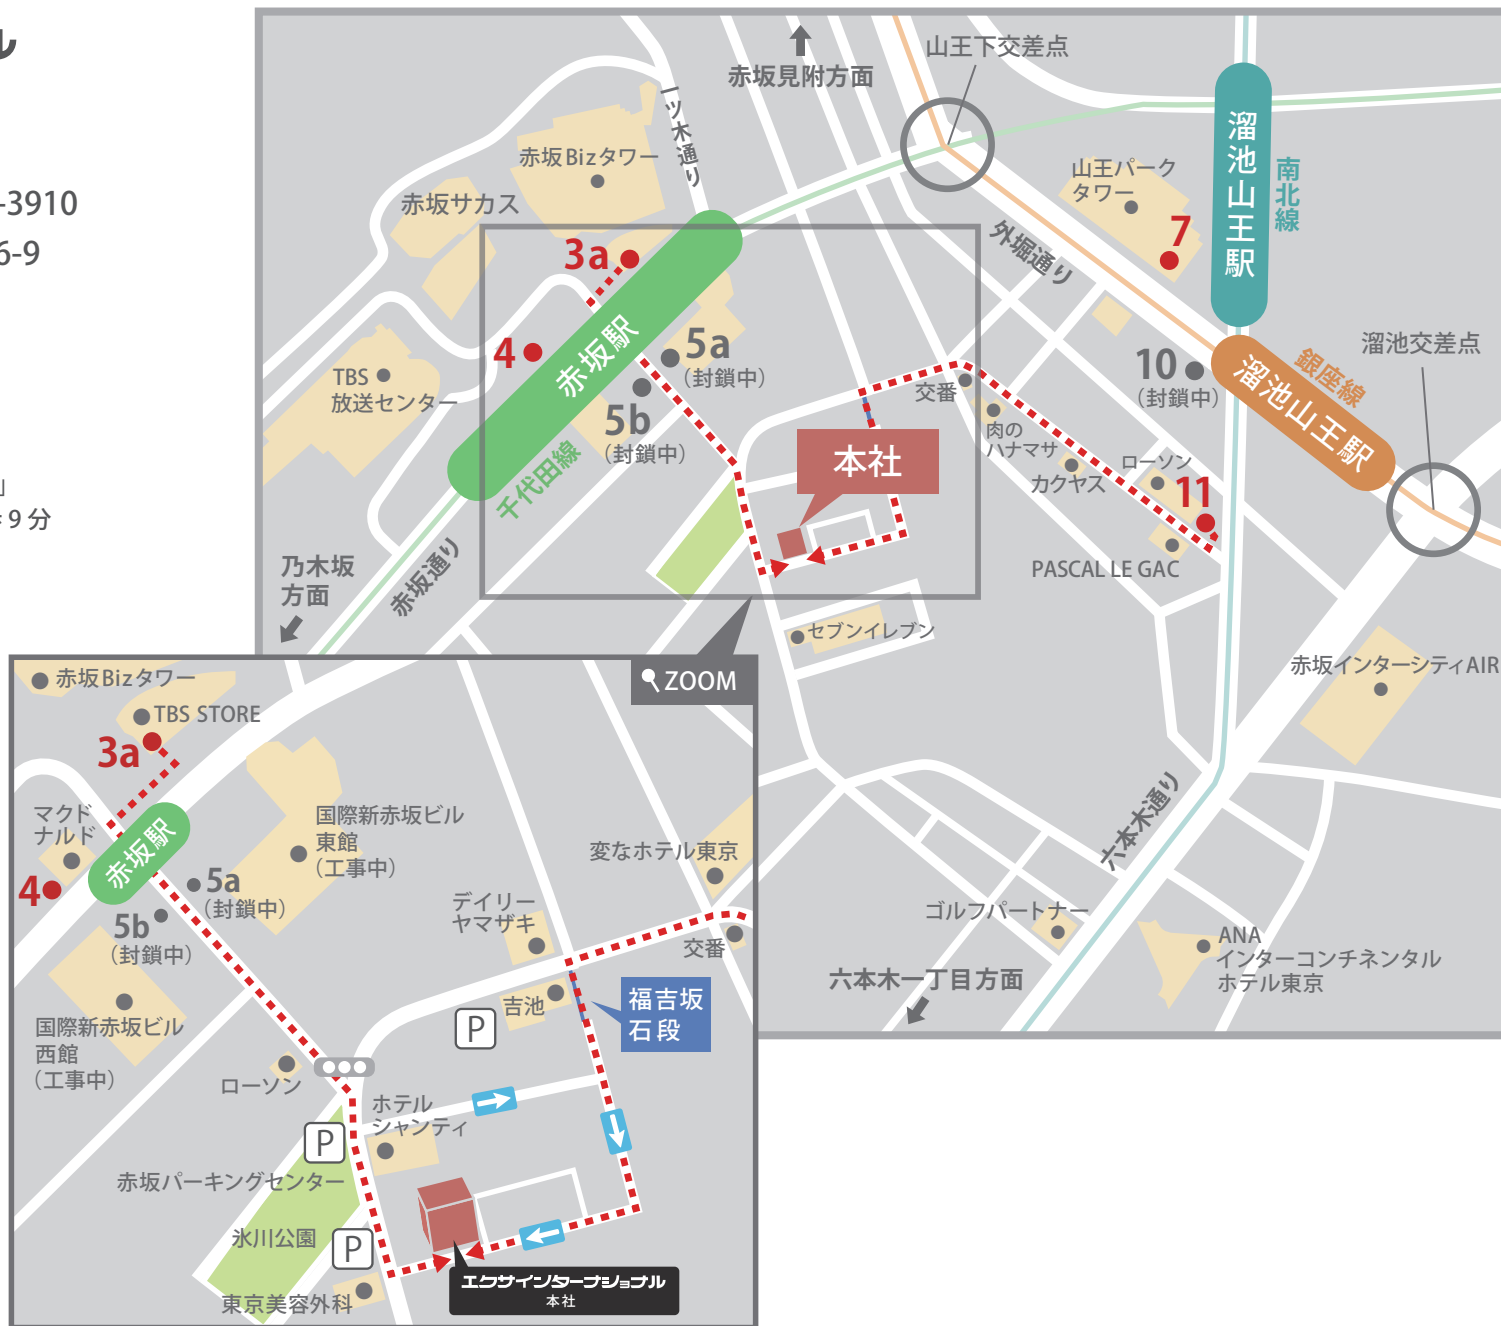 ル
-3910
6-9
」
9 分
赤坂見附方面
山王下交差点
一ツ木通り
赤坂Bizタワー
赤坂サカス
山王パーク
タワー
7
溜池山王駅
南北線
外堀通り
3a
4
赤坂駅
5a
(封鎖中)
5b
(封鎖中)
千代田線
TBS
放送センター
本社
交番
肉の
ハナマサ
カクヤス
ローソン
11
PASCAL LE GAC
10
(封鎖中)
銀座線
溜池山王駅
溜池交差点
乃木坂
方面
赤坂通り
セブンイレブン
赤坂インターシティAIR
六本木通り
ゴルフパートナー
ANA
インターコンチネンタル
ホテル東京
六本木一丁目方面
ZOOM
赤坂Bizタワー
TBS STORE
3a
マクド
ナルド
赤坂駅
4
5a
(封鎖中)
5b
(封鎖中)
国際新赤坂ビル
東館
(工事中)
国際新赤坂ビル
西館
(工事中)
変なホテル東京
デイリー
ヤマザキ
交番
吉池
福吉坂
石段
P
ローソン
ホテル
シャンティ
P
赤坂パーキングセンター
氷川公園
P
東京美容外科
エクサインターナショナル
本社